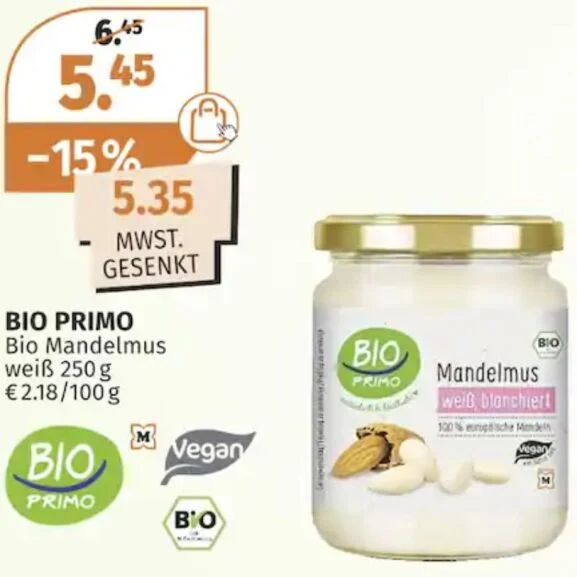 6.45
5.45
-15%
5.35
MWST.
GESENKT
BIO PRIMO
Bio Mandelmus
weiß 250 g
€ 2.18/100 g
BIO
PRIMO
M
Vegan
BIO
BIO
PRIMO
BIO
Mandelmus
weiß, blanchiert
100 % europäische Mandeln
Vegan
M